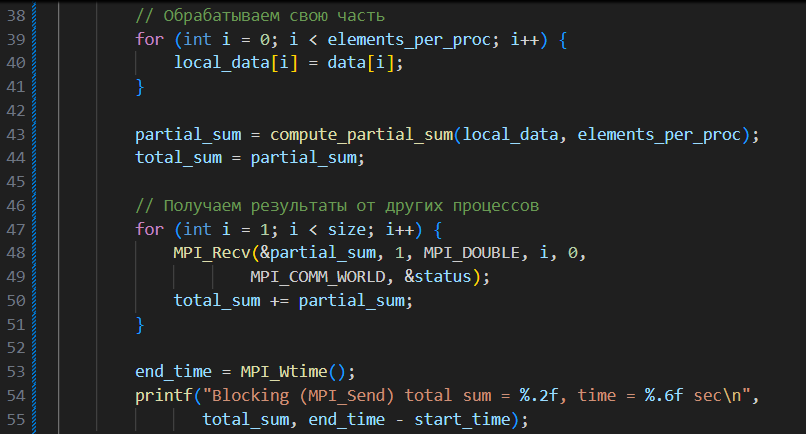 38 // Обрабатываем свою часть
39 for (int i = 0; i < elements_per_proc; i++) {
40 local_data[i] = data[i];
41 }
42
43 partial_sum = compute_partial_sum(local_data, elements_per_proc);
44 total_sum = partial_sum;
45
46 // Получаем результаты от других процессов
47 for (int i = 1; i < size; i++) {
48 MPI_Recv(&partial_sum, 1, MPI_DOUBLE, i, 0,
49 MPI_COMM_WORLD, &status);
50 total_sum += partial_sum;
51 }
52
53 end_time = MPI_Wtime();
54 printf("Blocking (MPI_Send) total sum = %.2f, time = %.6f sec\n",
55 total_sum, end_time - start_time);